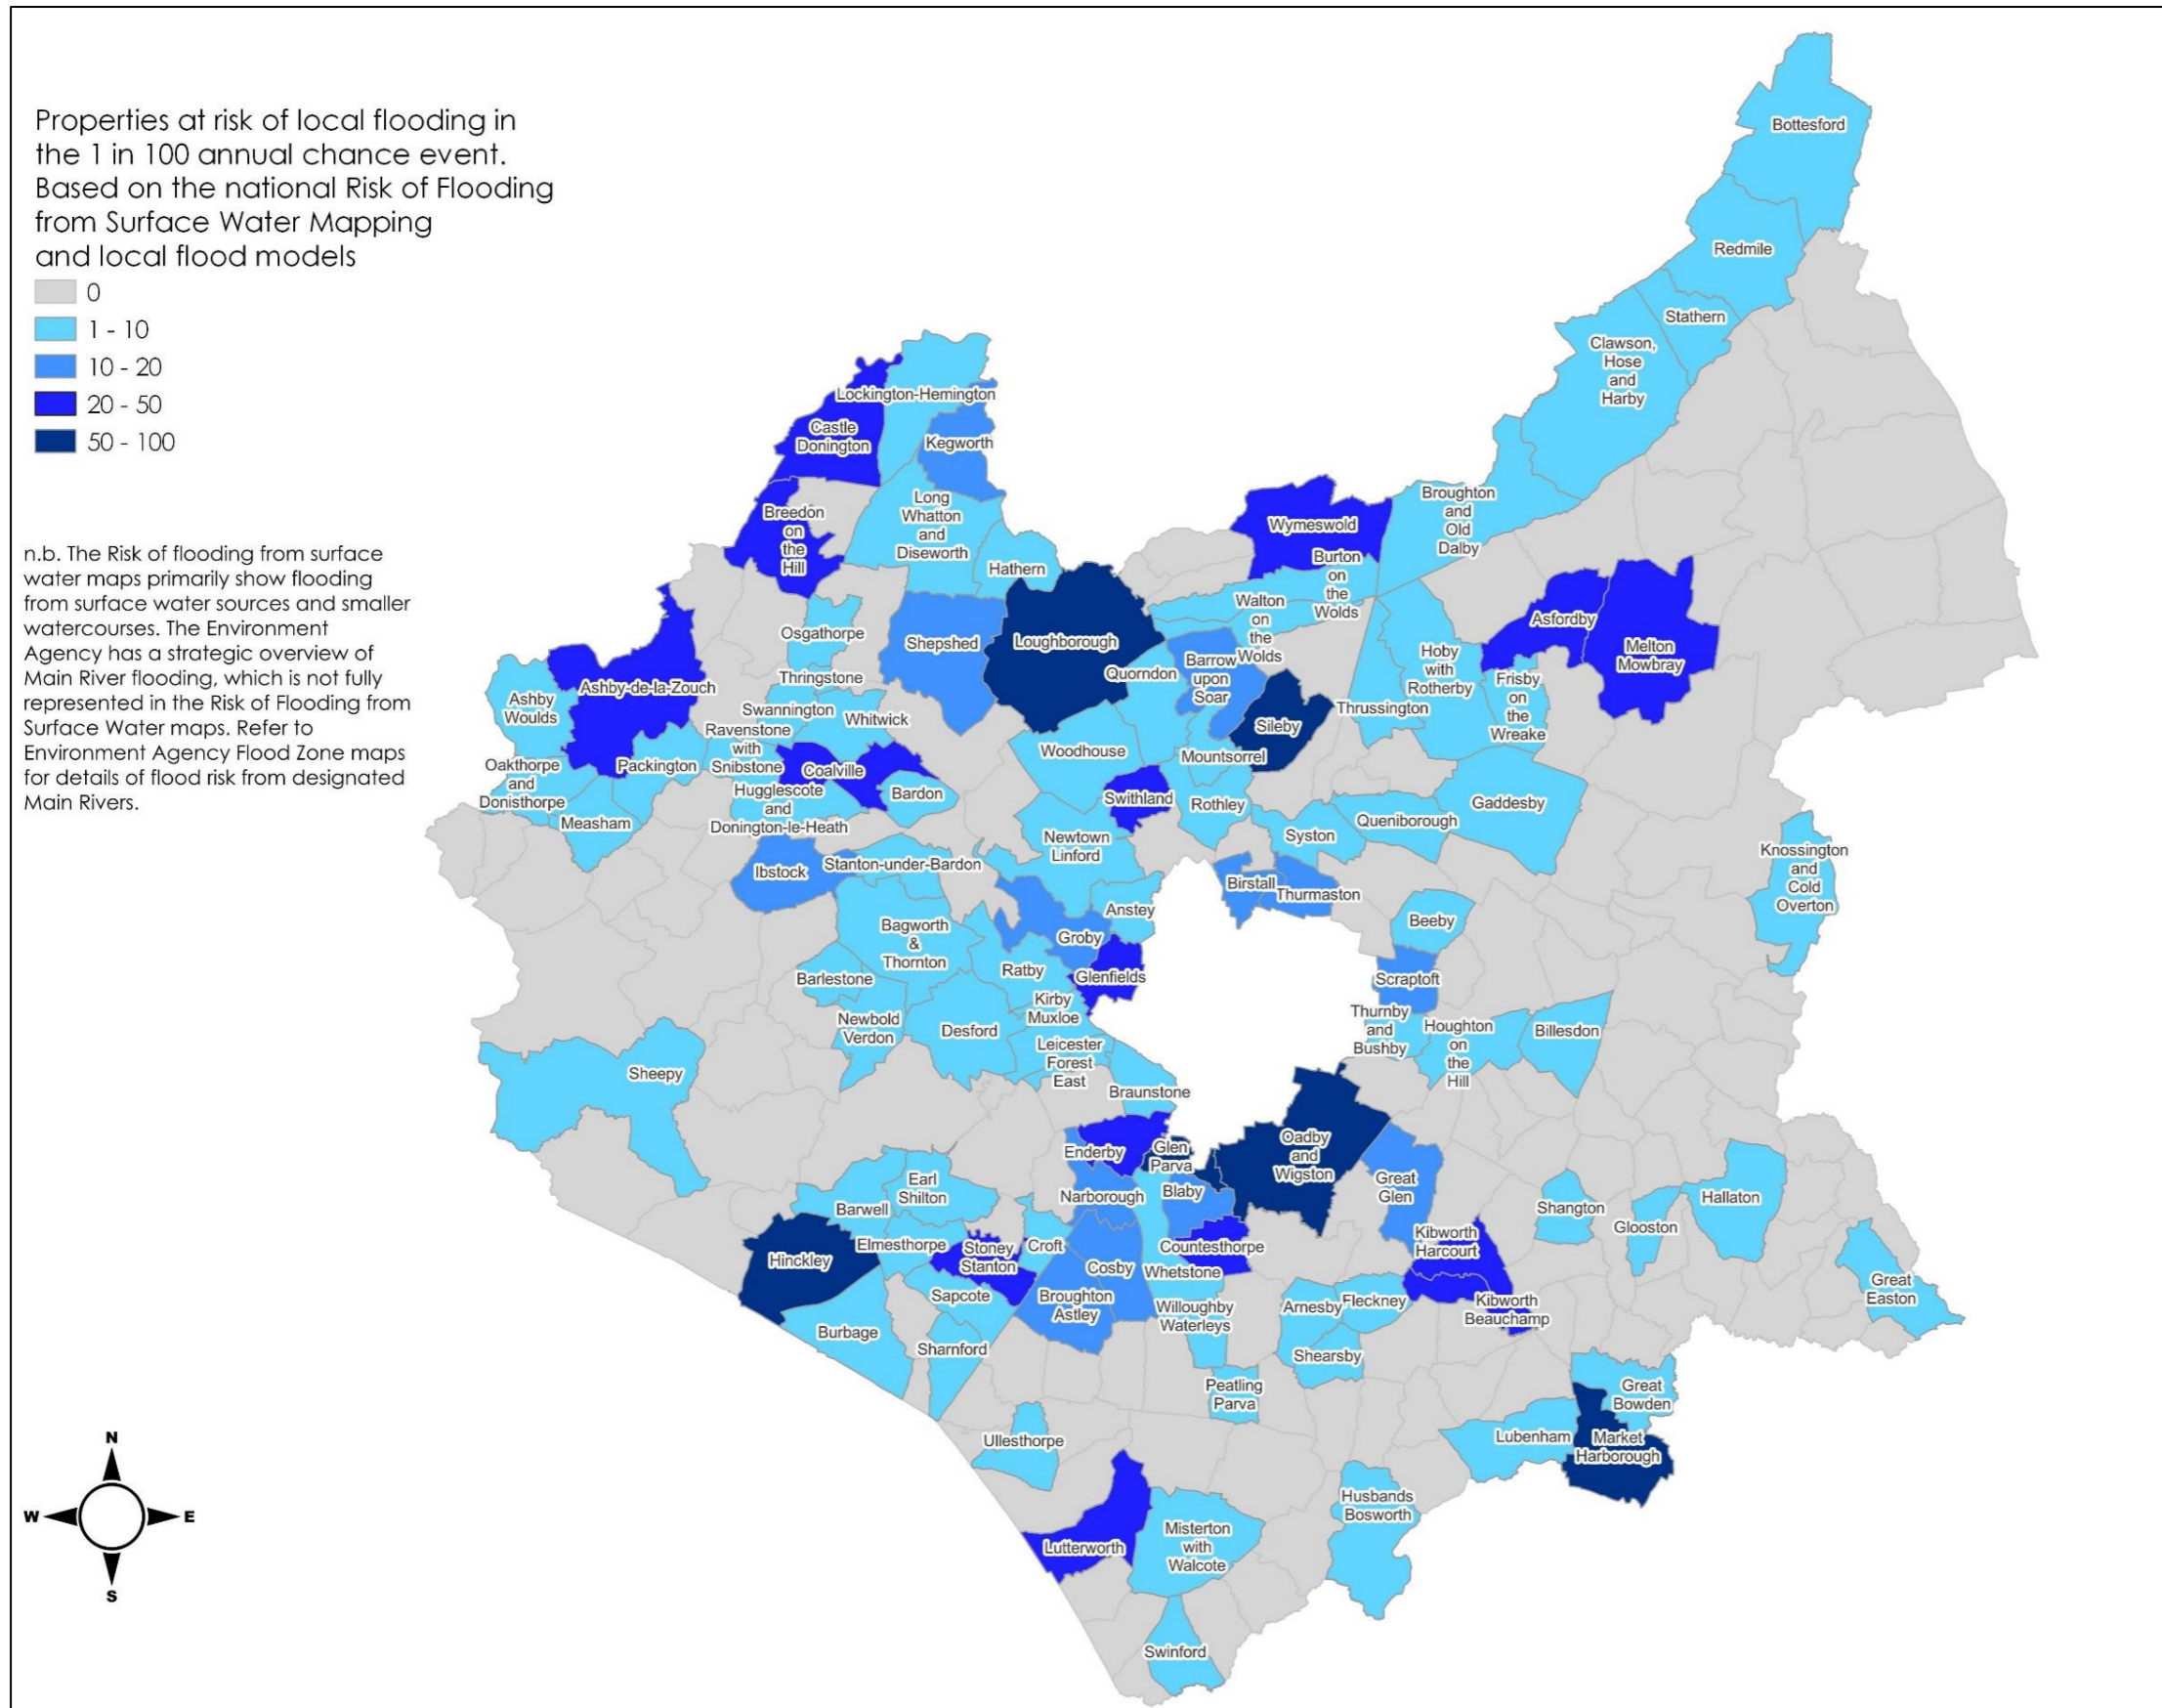 Properties at risk of local flooding in
the 1 in 100 annual chance event.
Based on the national Risk of Flooding
from Surface Water Mapping
and local flood models
0
1 - 10
10 - 20
20 - 50
50 - 100
n.b. The Risk of flooding from surface
water maps primarily show flooding
from surface water sources and smaller
watercourses. The Environment
Agency has a strategic overview of
Main River flooding, which is not fully
represented in the Risk of Flooding from
Surface Water maps. Refer to
Environment Agency Flood Zone maps
for details of flood risk from designated
Main Rivers.
N
W
E
S
Bottesford
Redmile
Stathern
Clawson,
Hose
and
Harby
Lockington-Hemington
Castle
Donington
Kegworth
Breedon
on
the
Hill
Long
Whatton
and
Diseworth
Hathern
Wymeswold
Broughton
and
Old
Dalby
Burton
on
the
Wolds
Walton
on
the
Wolds
Osgathorpe
Shepshed
Loughborough
Asfordby
Melton
Mowbray
Hoby
with
Rotherby
Frisby
on
the
Wreake
Thrussington
Quorndon
Barrow
upon
Soar
Sileby
Thringstone
Ashby
Woulds
Ashby-de-la-Zouch
Swannington
Whitwick
Ravenstone
with
Snibstone
Coalville
Woodhouse
Mountsorrel
Oakthorpe
and
Donisthorpe
Packington
Hugglescote
and
Donington-le-Heath
Bardon
Swithland
Rothley
Measham
Newtown
Linford
Syston
Queniborough
Gaddesby
Ibstock
Stanton-under-Bardon
Knossington
and
Cold
Overton
Birstall
Thurmaston
Anstey
Beeby
Bagworth
&
Thornton
Groby
Ratby
Glenfields
Scraptoft
Barlestone
Newbold
Verdon
Desford
Kirby
Muxloe
Leicester
Forest
East
Thurnby
and
Bushby
Houghton
on
the
Hill
Billesdon
Sheepy
Braunstone
Enderby
Glen
Parva
Oadby
and
Wigston
Great
Glen
Earl
Shilton
Barwell
Narborough
Blaby
Shangton
Glooston
Hallaton
Hinckley
Elmesthorpe
Stoney
Stanton
Croft
Cosby
Countesthorpe
Whetstone
Kibworth
Harcourt
Kibworth
Beauchamp
Great
Easton
Sapcote
Broughton
Astley
Willoughby
Waterleys
Arnesby
Fleckney
Burbage
Sharnford
Shearsby
Peatling
Parva
Great
Bowden
Ullesthorpe
Lubenham
Market
Harborough
Husbands
Bosworth
Lutterworth
Misterton
with
Walcote
Swinford